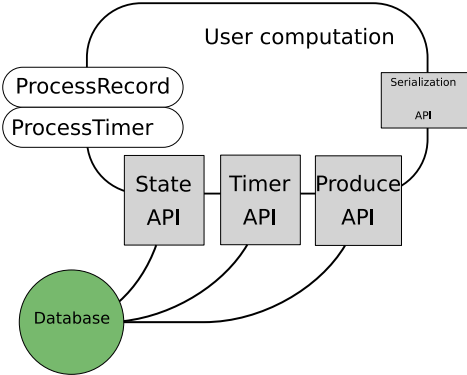 User computation
ProcessRecord
ProcessTimer
Serialization
API
State
API
Timer
API
Produce
API
Database